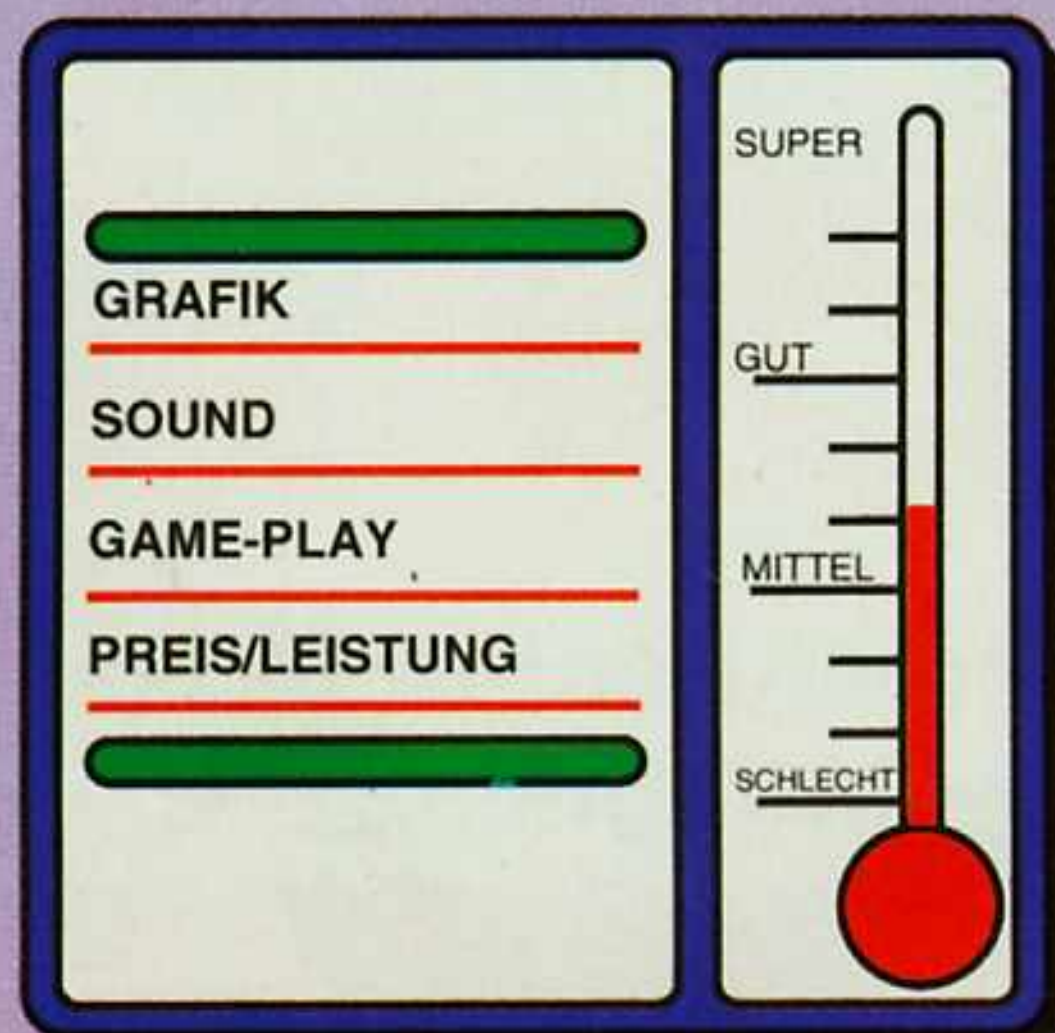 GRAFIK
SOUND
GAME-PLAY
PREIS/LEISTUNG
SUPER
GUT
MITTEL
SCHLECHT